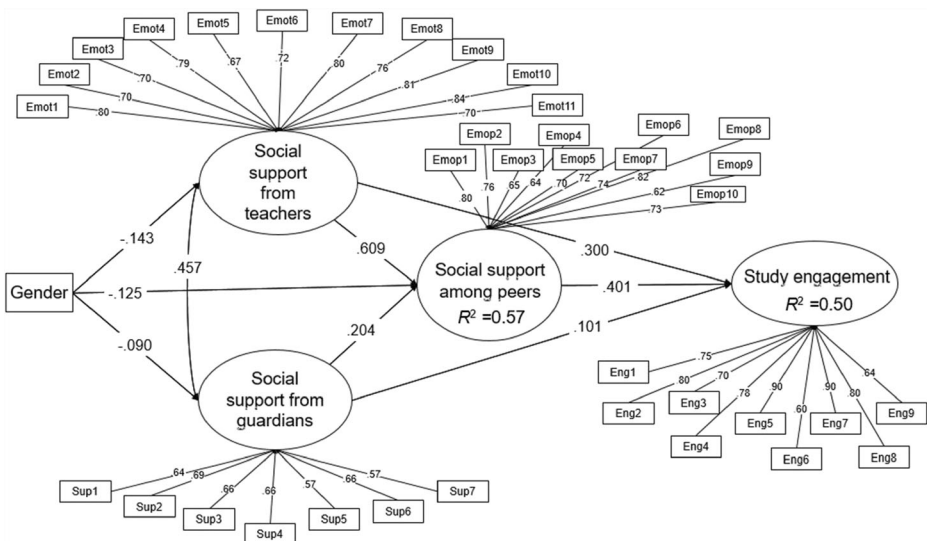 Emot1
Emot2
Emot3
Emot4
Emot5
Emot6
Emot7
Emot8
Emot9
Emot10
Emot11
.80
.70
.70
.79
.67
.72
.80
.76
.81
.84
.70
Social
support
from
teachers
Emop1
Emop2
Emop3
Emop4
Emop5
Emop6
Emop7
Emop8
Emop9
Emop10
.80
.76
.65
.64
.70
.72
.74
.82
.62
.73
-.143
.457
.609
.300
Gender
-.125
Social support
among peers
R² =0.57
.401
Study engagement
R² =0.50
-.090
.204
.101
Social
support from
guardians
.64
.69
.66
.66
.57
.66
.57
Sup1
Sup2
Sup3
Sup4
Sup5
Sup6
Sup7
.75
.80
.70
.78
.90
.60
.90
.80
.64
Eng1
Eng2
Eng3
Eng4
Eng5
Eng6
Eng7
Eng8
Eng9